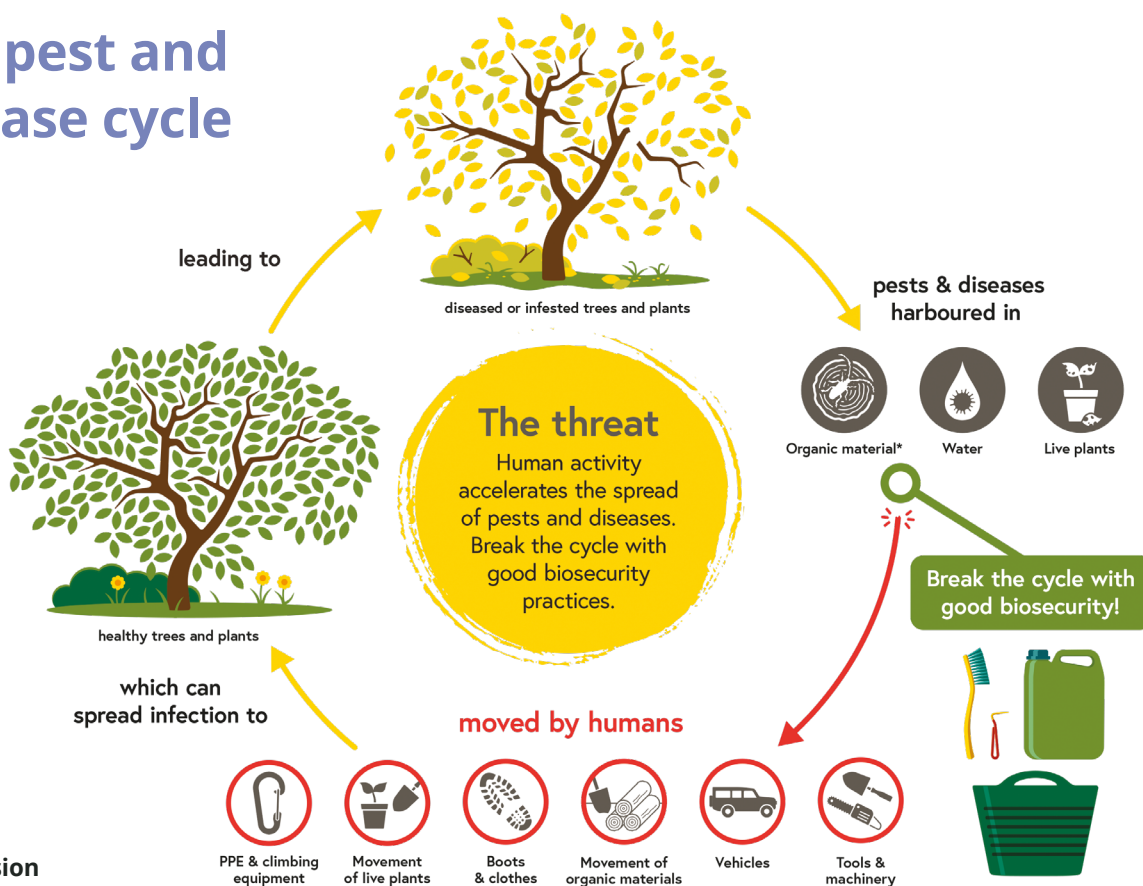 pest and
ase cycle
leading to
diseased or infested trees and plants
pests & diseases
harboured in
Organic material*
Water
Live plants
The threat
Human activity
accelerates the spread
of pests and diseases.
Break the cycle with
good biosecurity
practices.
Break the cycle with
good biosecurity!
healthy trees and plants
which can
spread infection to
moved by humans
PPE & climbing
equipment
Movement
of live plants
Boots
& clothes
Movement of
organic materials
Vehicles
Tools &
machinery
sion